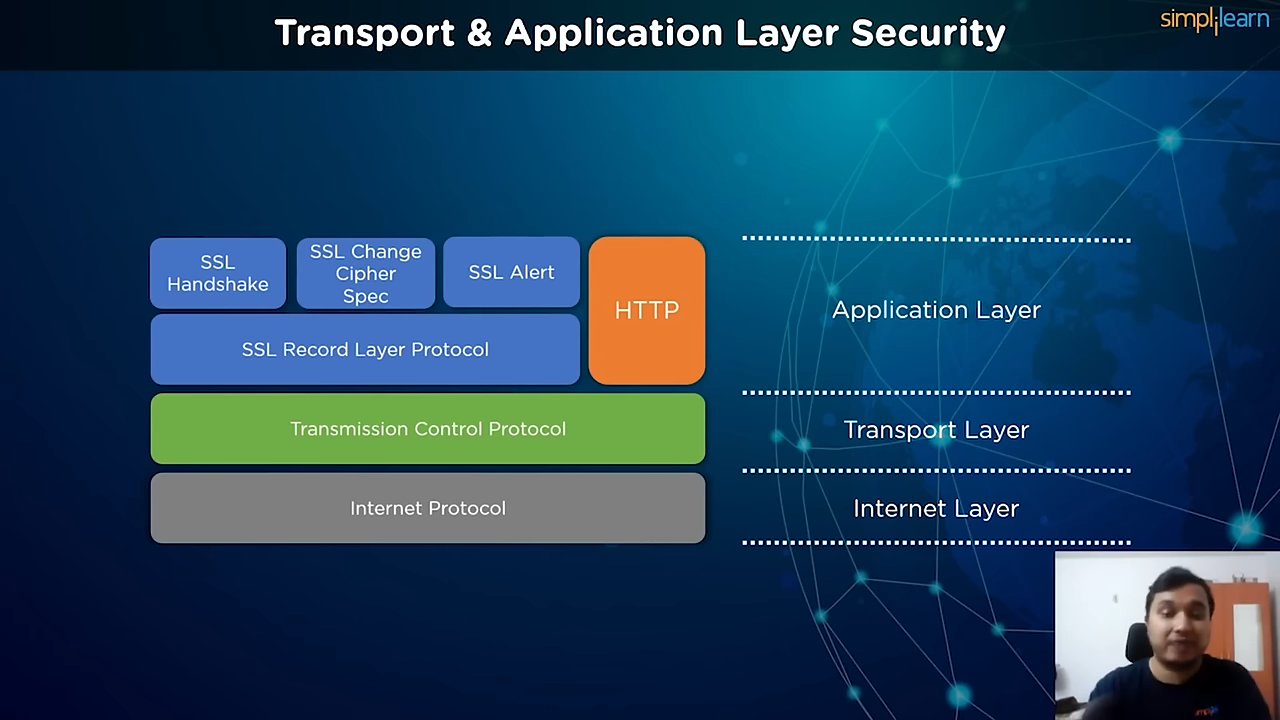 Transport & Application Layer Security
simplilearn
SSL
Handshake
SSL Change
Cipher
Spec
SSL Alert
HTTP
SSL Record Layer Protocol
Transmission Control Protocol
Internet Protocol
Application Layer
Transport Layer
Internet Layer